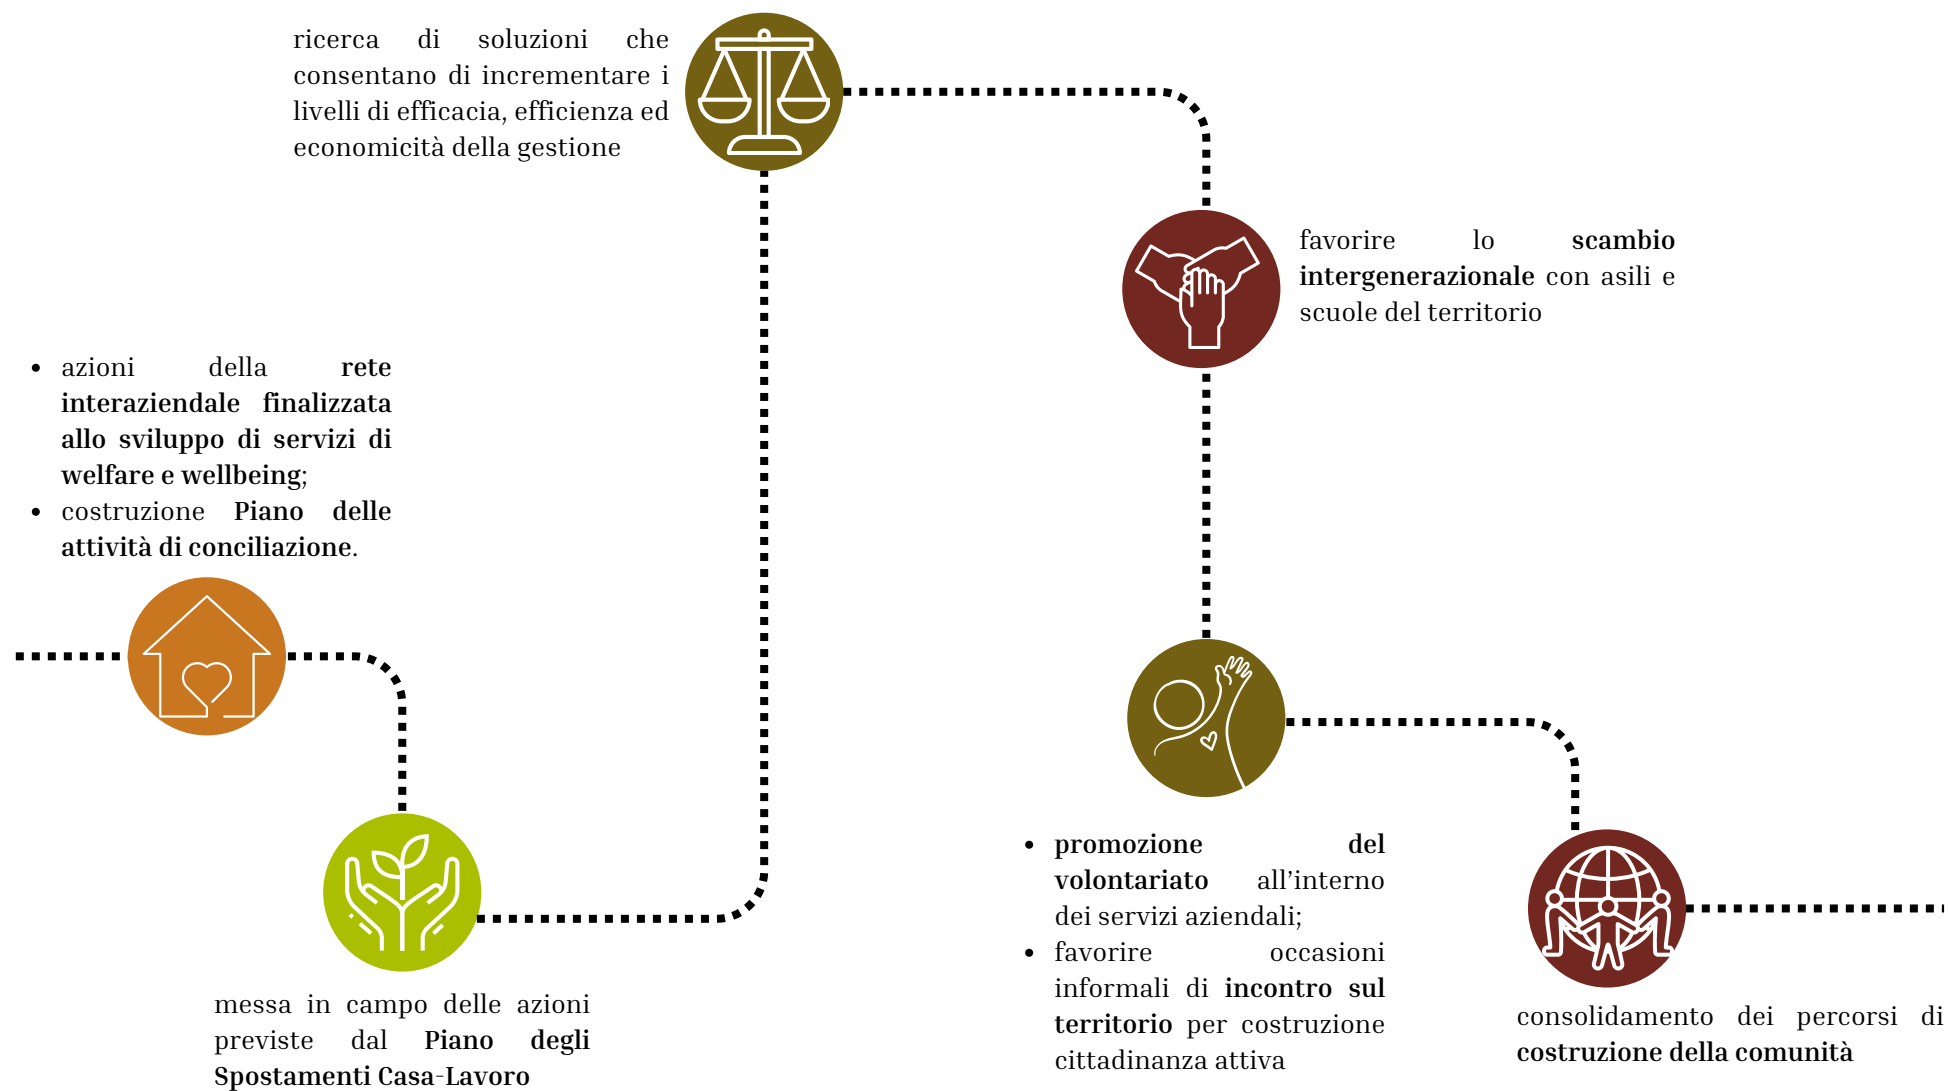 ricerca di soluzioni che
consentano di incrementare i
livelli di efficacia, efficienza ed
economicità della gestione
favorire lo scambio
intergenerazionale con asili e
scuole del territorio
• azioni della rete
interaziendale finalizzata
allo sviluppo di servizi di
welfare e wellbeing;
• costruzione Piano delle
attività di conciliazione.
messa in campo delle azioni
previste dal Piano degli
Spostamenti Casa-Lavoro
• promozione del
volontariato all'interno
dei servizi aziendali;
• favorire occasioni
informali di incontro sul
territorio per costruzione
cittadinanza attiva
consolidamento dei percorsi di
costruzione della comunità